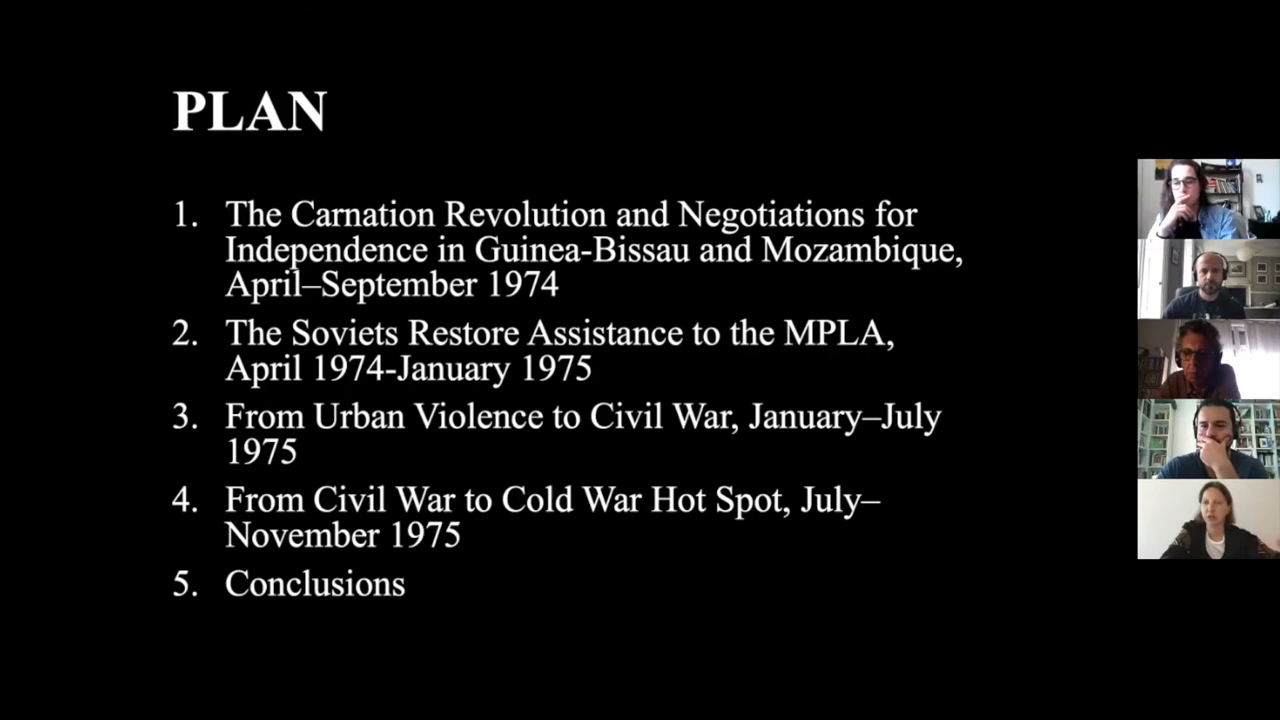 PLAN
1. The Carnation Revolution and Negotiations for
Independence in Guinea-Bissau and Mozambique,
April–September 1974
2. The Soviets Restore Assistance to the MPLA,
April 1974-January 1975
3. From Urban Violence to Civil War, January–July
1975
4. From Civil War to Cold War Hot Spot, July–
November 1975
5. Conclusions